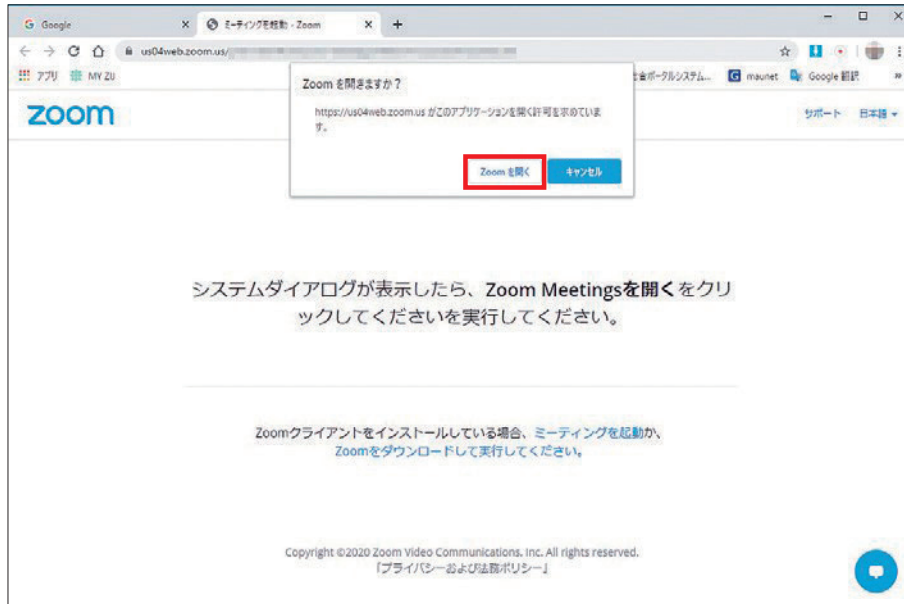 Google
ミーティングを起動 - Zoom
us04web.zoom.us/
アプリ MY ZU
maunet Google 翻訳
Zoom を開きますか？
https://us04web.zoom.us がこのアプリケーションを開く許可を求めていま
す。
Zoom を開く キャンセル
zoom
サポート 日本語
システムダイアログが表示したら、Zoom Meetingsを開くをクリ
ックしてくださいを実行してください。
Zoomクライアントをインストールしている場合、ミーティングを起動か、
Zoomをダウンロードして実行してください。
Copyright ©2020 Zoom Video Communications, Inc. All rights reserved.
「プライバシーおよび法務ポリシー」